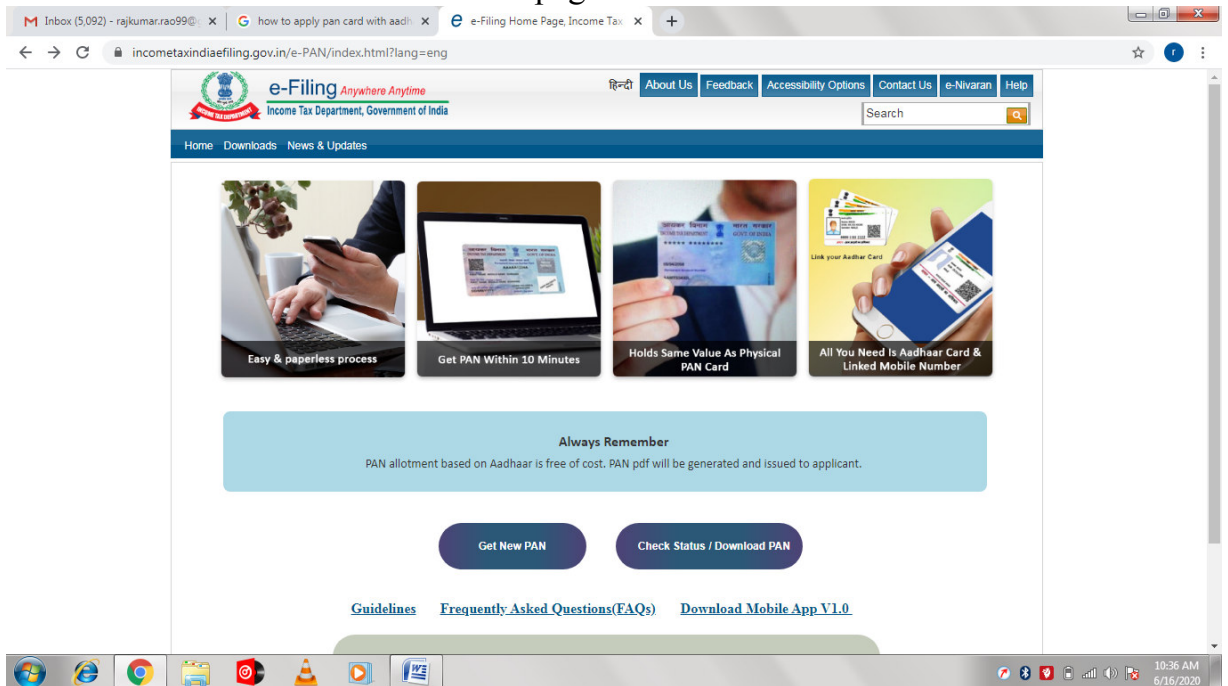 page
Inbox (5,092) - rajkumar.rao99@
how to apply pan card with aadh
e-Filing Home Page, Income Tax
incometaxindiaefiling.gov.in/e-PAN/index.html?lang=eng
r
e-Filing Anywhere Anytime
Income Tax Department, Government of India
INCOME TAX DEPARTMENT
हिन्दी About Us Feedback Accessibility Options Contact Us e-Nivaran Help
Search
Home Downloads News & Updates
Link your Aadhar Card
Easy & paperless process
Get PAN Within 10 Minutes
Holds Same Value As Physical
PAN Card
All You Need Is Aadhaar Card &
Linked Mobile Number
Always Remember
PAN allotment based on Aadhaar is free of cost. PAN pdf will be generated and issued to applicant.
Get New PAN
Check Status / Download PAN
Guidelines Frequently Asked Questions(FAQs) Download Mobile App V1.0
10:36 AM
6/16/2020